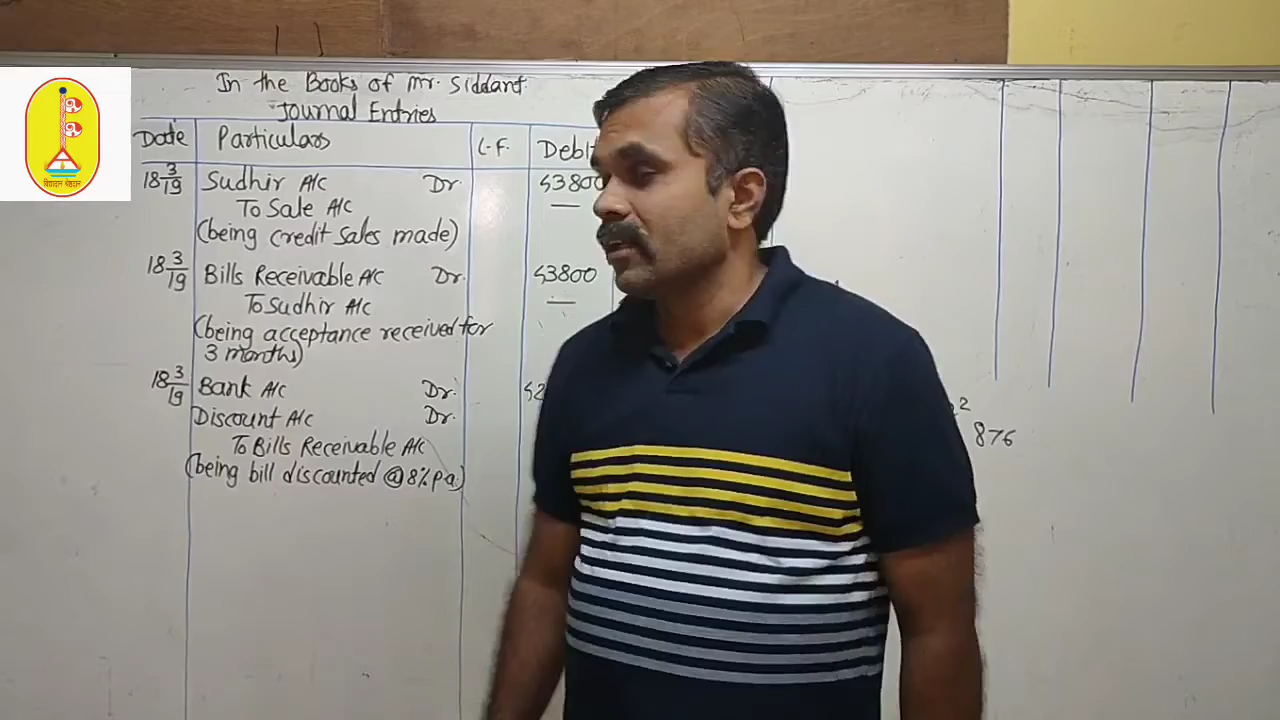 In the Books of Mr. Siddant
Journal Entries
Date Particulars L.F. Debit
18 3/19 Sudhir A/c Dr. 43800
To Sale A/c
(being credit sales made)
18 3/19 Bills Receivable A/c Dr. 43800
To Sudhir A/c
(being acceptance received for
3 months)
18 3/19 Bank A/c Dr.
Discount A/c Dr.
To Bills Receivable A/c
(being bill discounted @ 8% p.a.)
876